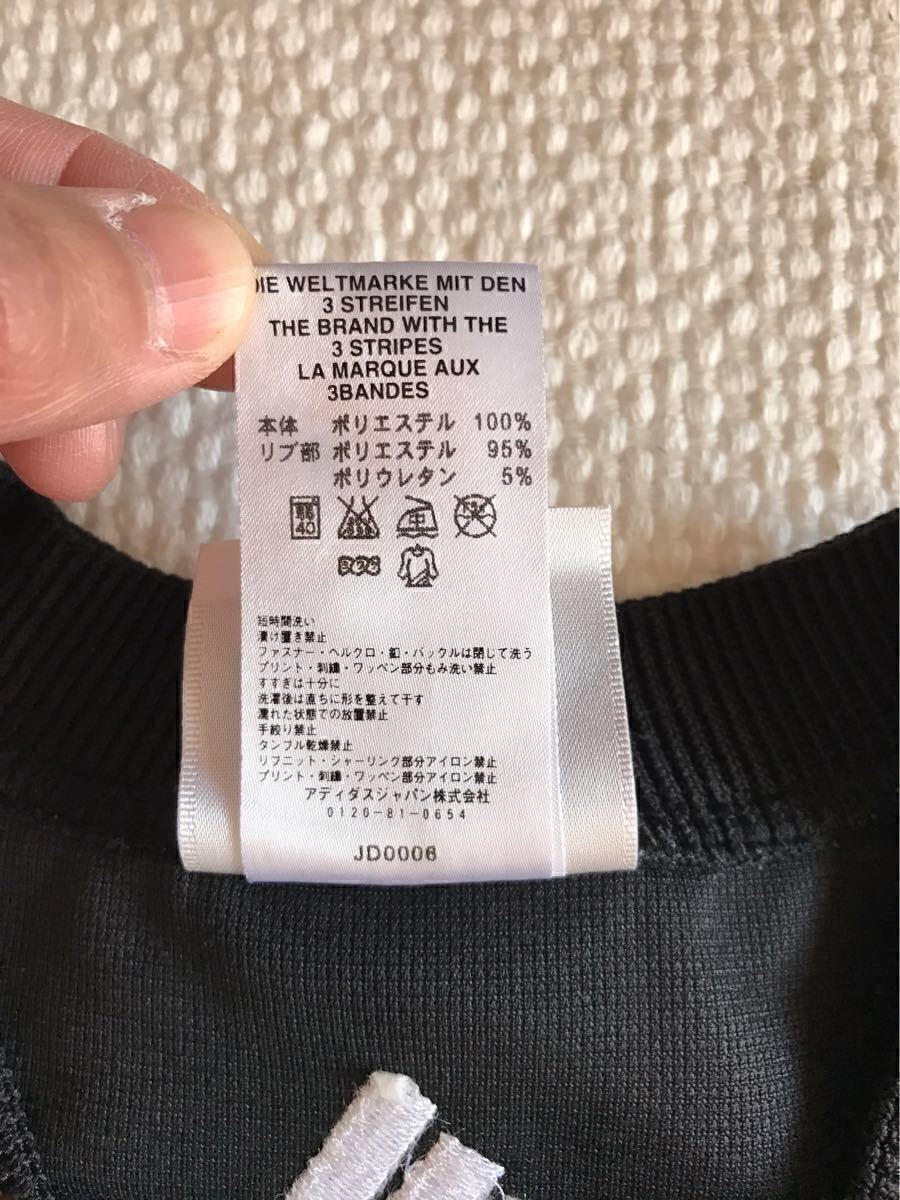 DIE WELTMARKE MIT DEN
3 STREIFEN
THE BRAND WITH THE
3 STRIPES
LA MARQUE AUX
3BANDES
本体 ポリエステル 100%
リブ部 ポリエステル 95%
ポリウレタン 5%
弱 40 中
短時間洗い
漬け置き禁止
ファスナー・ベルクロ・釦・バックルは閉じて洗う
プリント・刺繍・ワッペン部分もみ洗い禁止
すすぎは十分に
洗濯後は直ちに形を整えて干す
濡れた状態での放置禁止
手絞り禁止
タンブル乾燥禁止
リブニット・シャーリング部分アイロン禁止
プリント・刺繍・ワッペン部分アイロン禁止
アディダスジャパン株式会社
0120-81-0654
JD0006